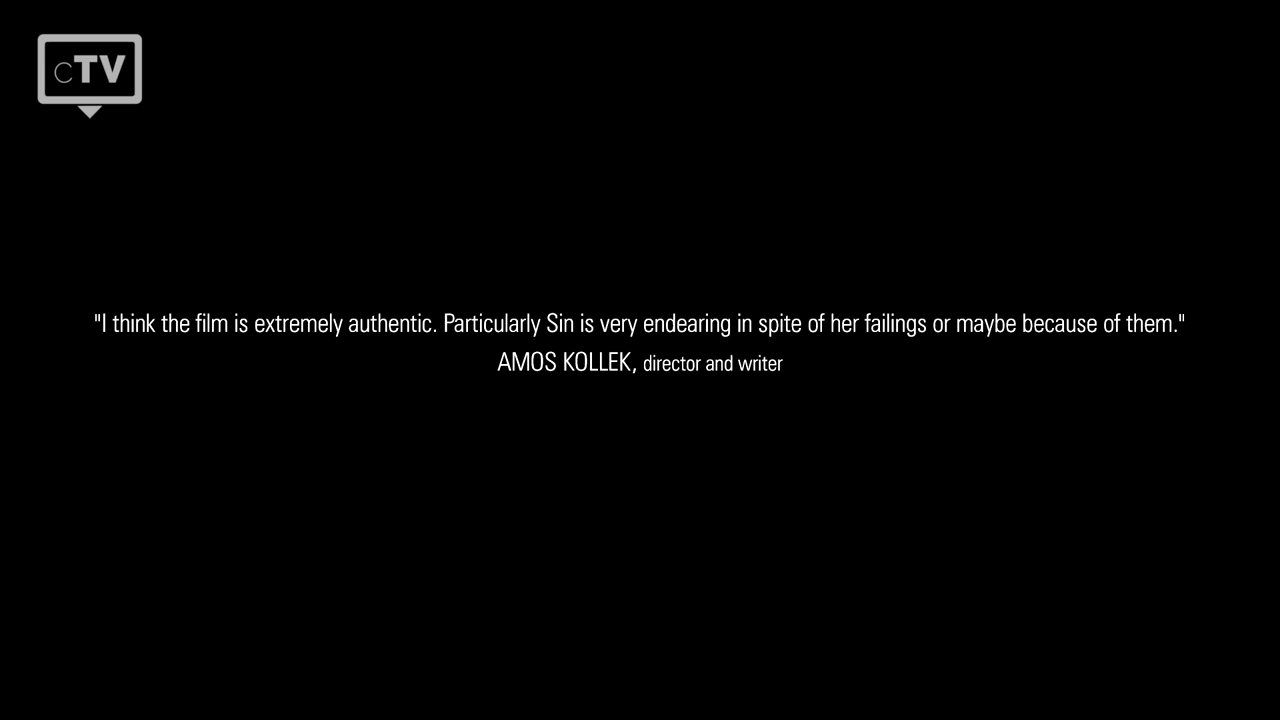 cTV
"I think the film is extremely authentic. Particularly Sin is very endearing in spite of her failings or maybe because of them."
AMOS KOLLEK, director and writer